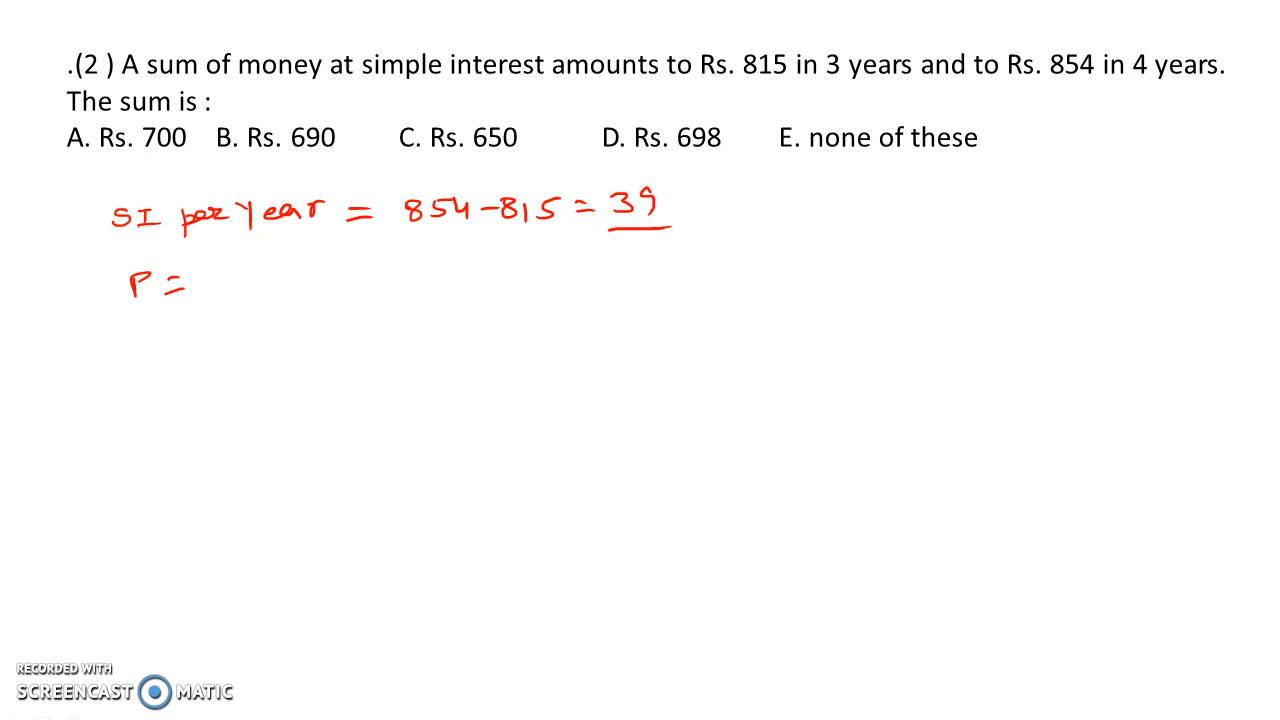 .(2 ) A sum of money at simple interest amounts to Rs. 815 in 3 years and to Rs. 854 in 4 years.
The sum is :
A. Rs. 700 B. Rs. 690 C. Rs. 650 D. Rs. 698 E. none of these
SI per year = 854-815 = 39
P =
RECORDED WITH
SCREENCAST MATIC